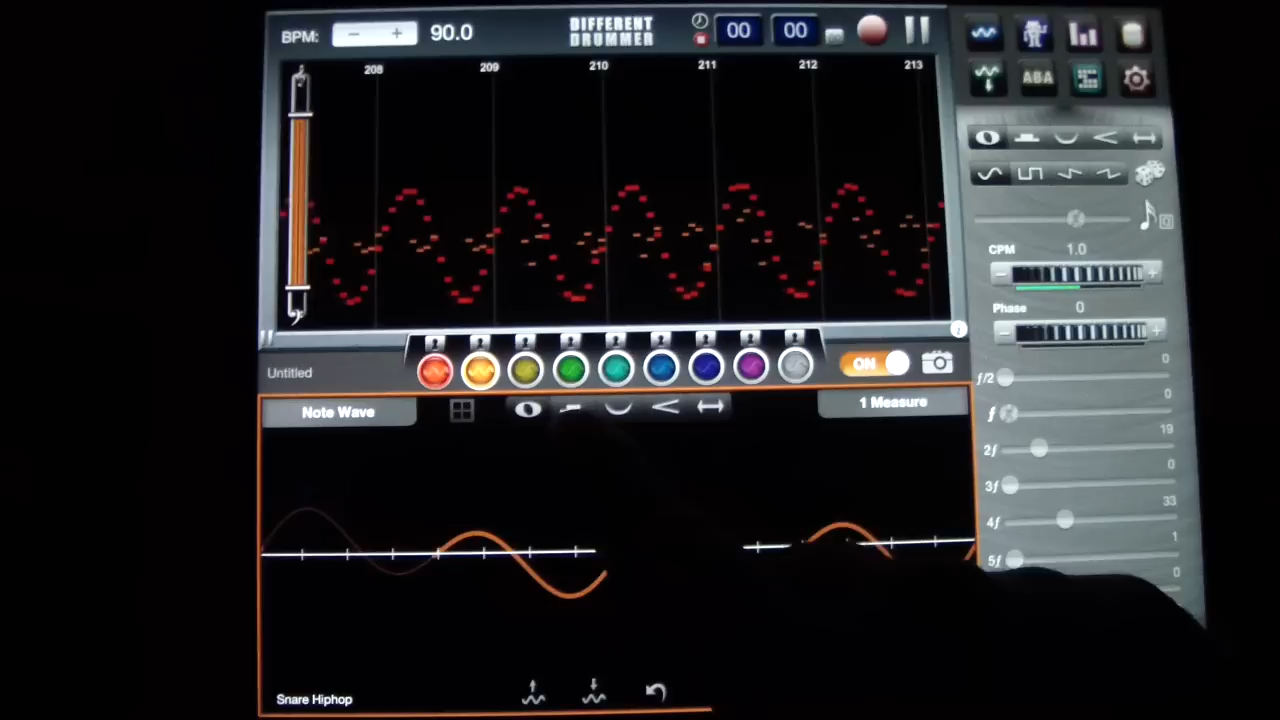 BPM: − + 90.0 DIFFERENT DRUMMER 00 00
208 209 210 211 212 213
ABA
CPM 1.0
− +
Phase 0
− +
Untitled ON
Note Wave 1 Measure
0
f/2
0
f
19
2f
0
3f
33
4f
1
5f
0
Snare Hiphop